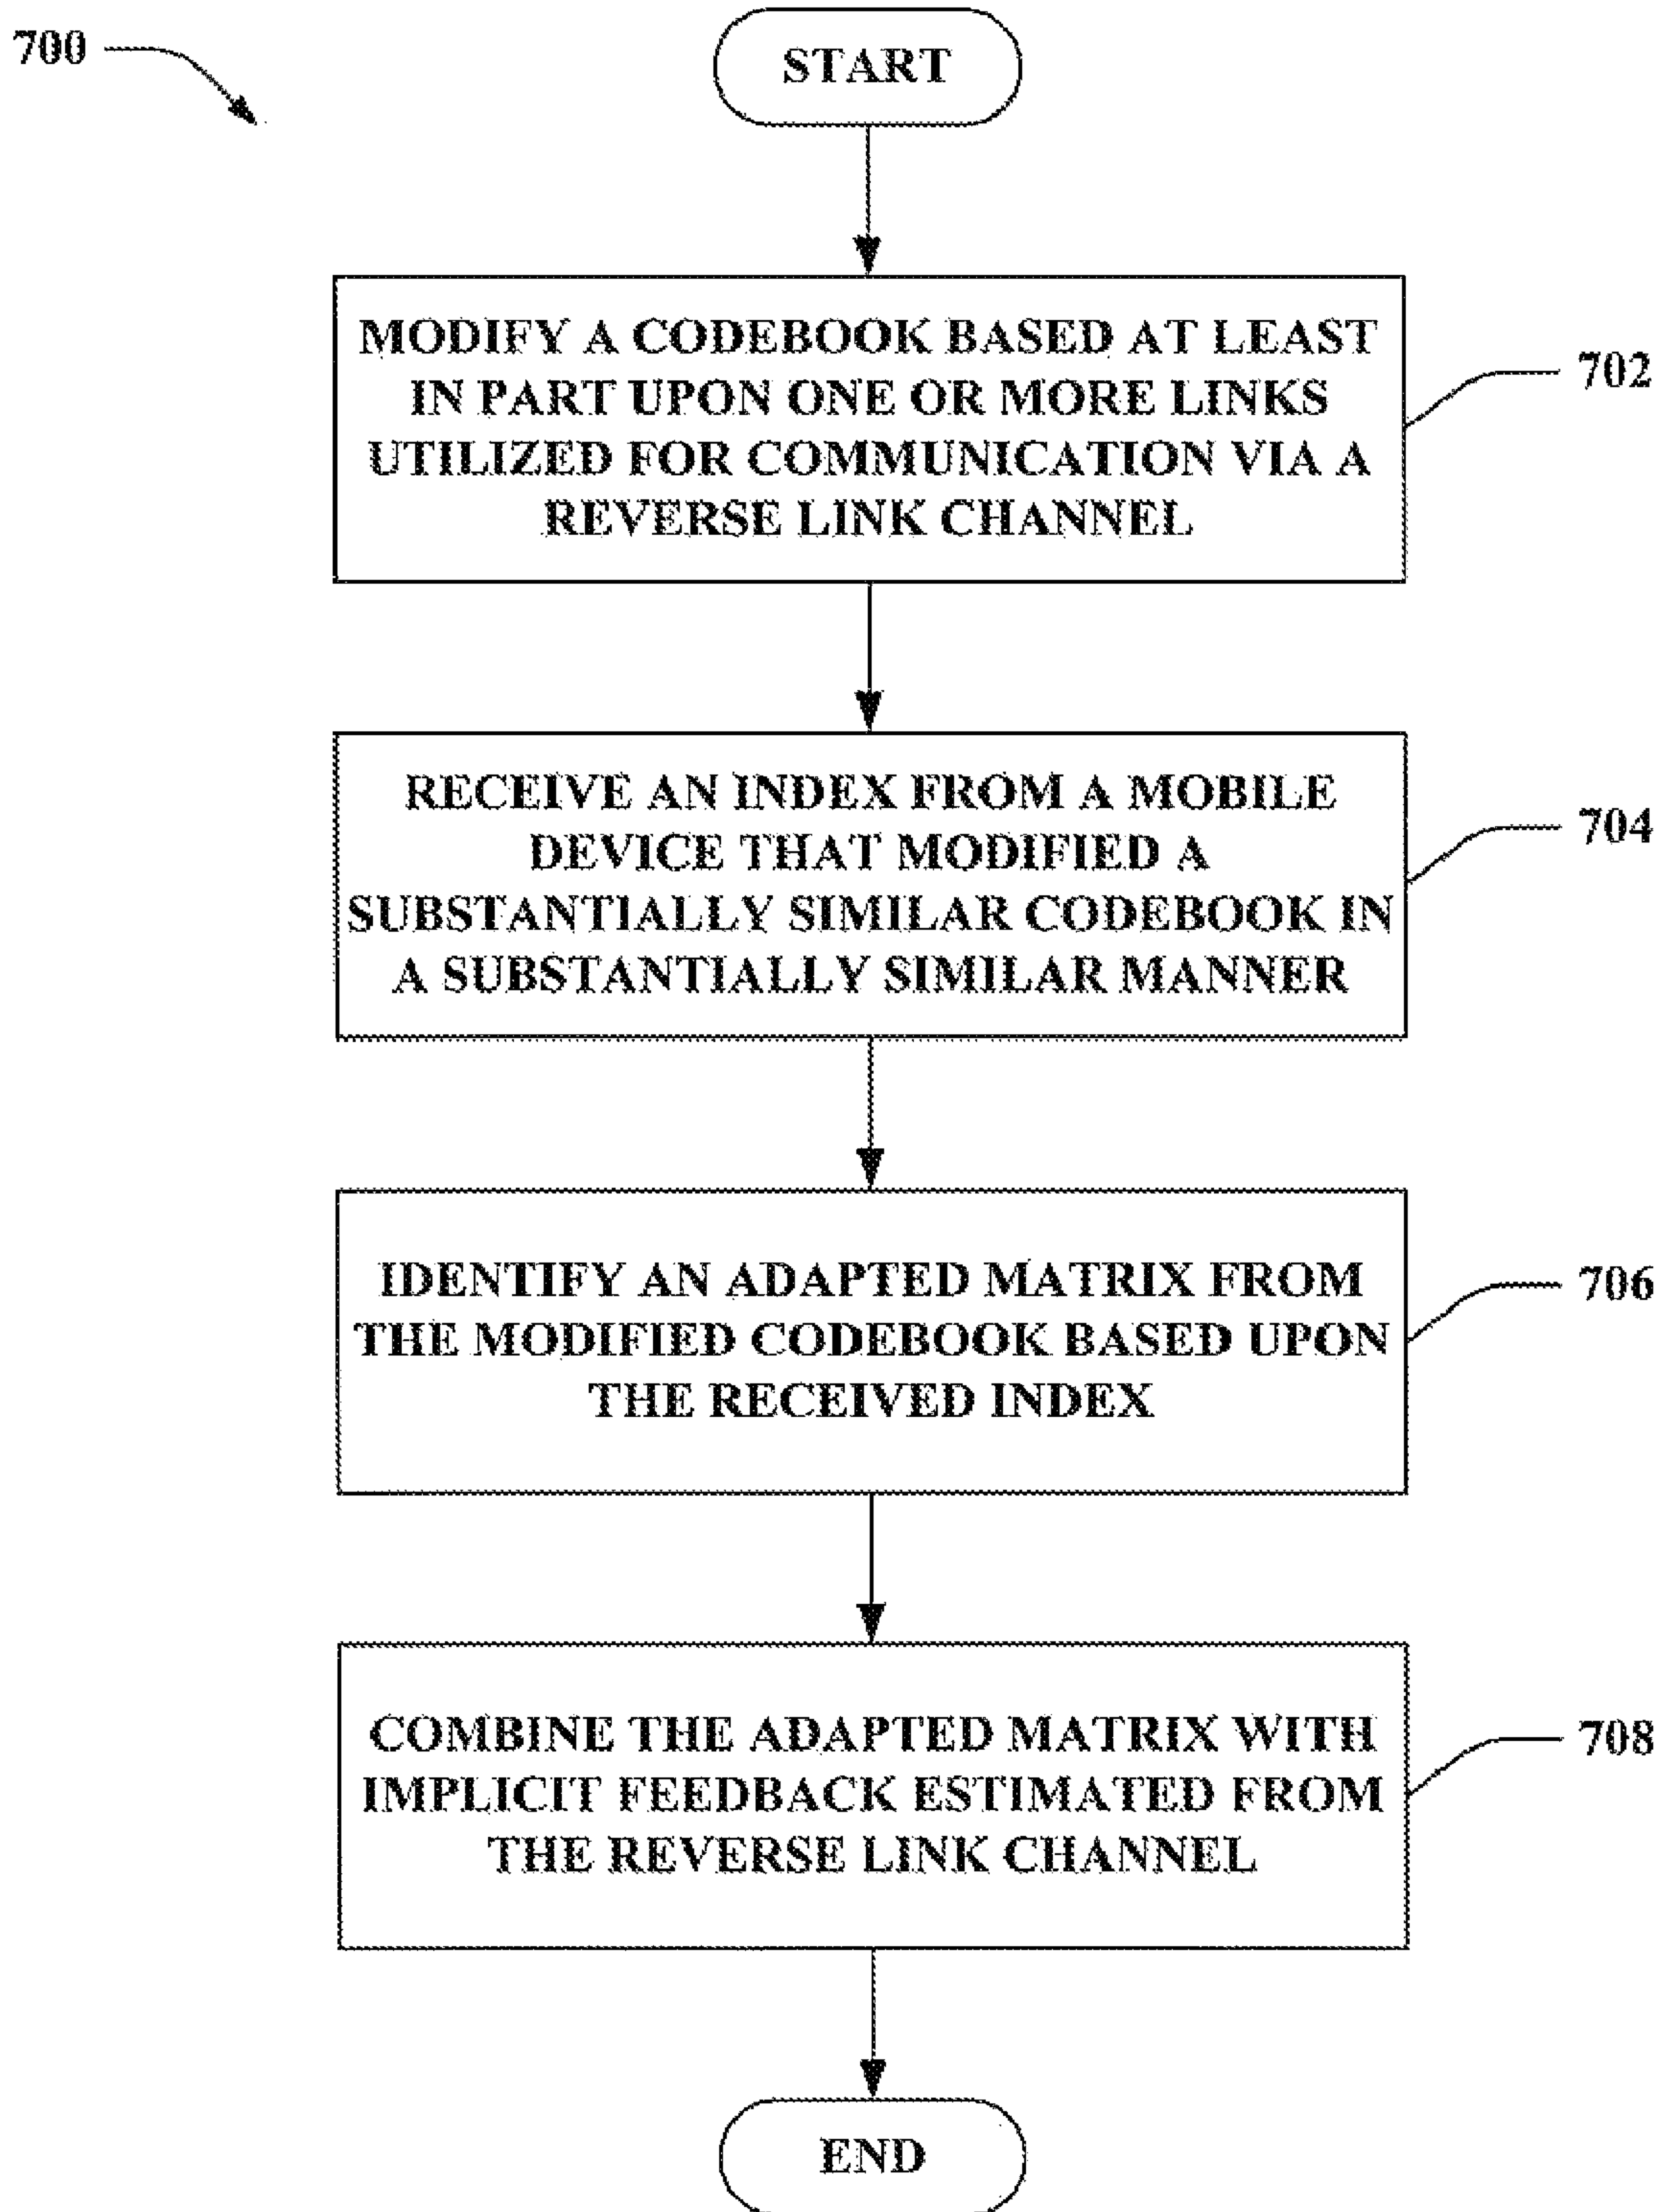 700
START
MODIFY A CODEBOOK BASED AT LEAST
IN PART UPON ONE OR MORE LINKS
UTILIZED FOR COMMUNICATION VIA A
REVERSE LINK CHANNEL
702
RECEIVE AN INDEX FROM A MOBILE
DEVICE THAT MODIFIED A
SUBSTANTIALLY SIMILAR CODEBOOK IN
A SUBSTANTIALLY SIMILAR MANNER
704
IDENTIFY AN ADAPTED MATRIX FROM
THE MODIFIED CODEBOOK BASED UPON
THE RECEIVED INDEX
706
COMBINE THE ADAPTED MATRIX WITH
IMPLICIT FEEDBACK ESTIMATED FROM
THE REVERSE LINK CHANNEL
708
END